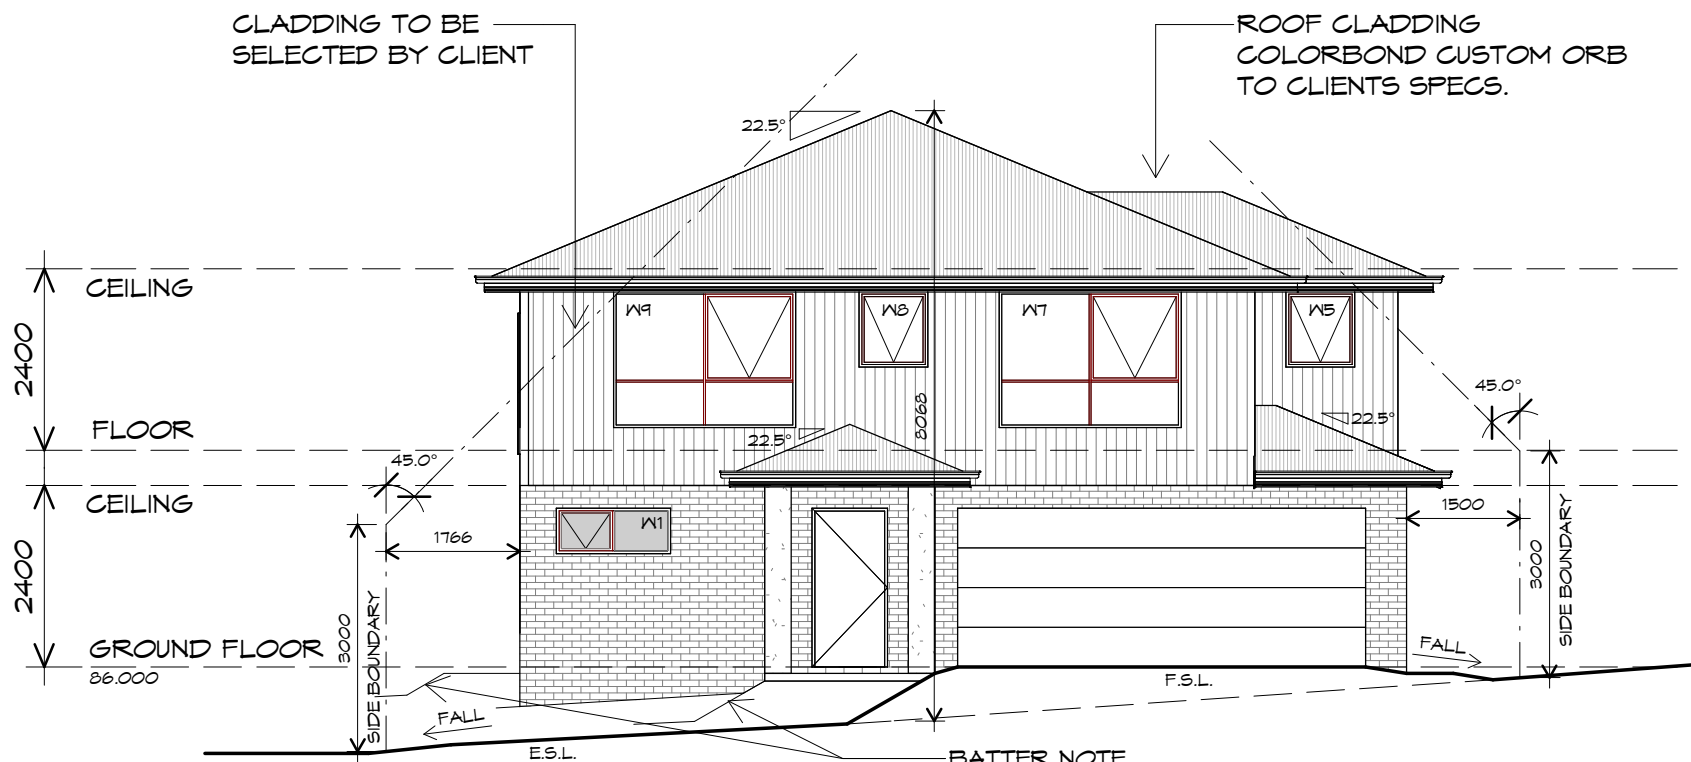 CLADDING TO BE
SELECTED BY CLIENT
ROOF CLADDING
COLORBOND CUSTOM ORB
TO CLIENTS SPECS.
22.5°
CEILING
2400
W9
W8
W7
W5
8068
45.0°
FLOOR
22.5°
22.5°
45.0°
CEILING
W1
1766
1500
2400
3000
SIDE BOUNDARY
3000
SIDE BOUNDARY
GROUND FLOOR
86.000
FALL
FALL
F.S.L.
E.S.L.
BATTER NOTE